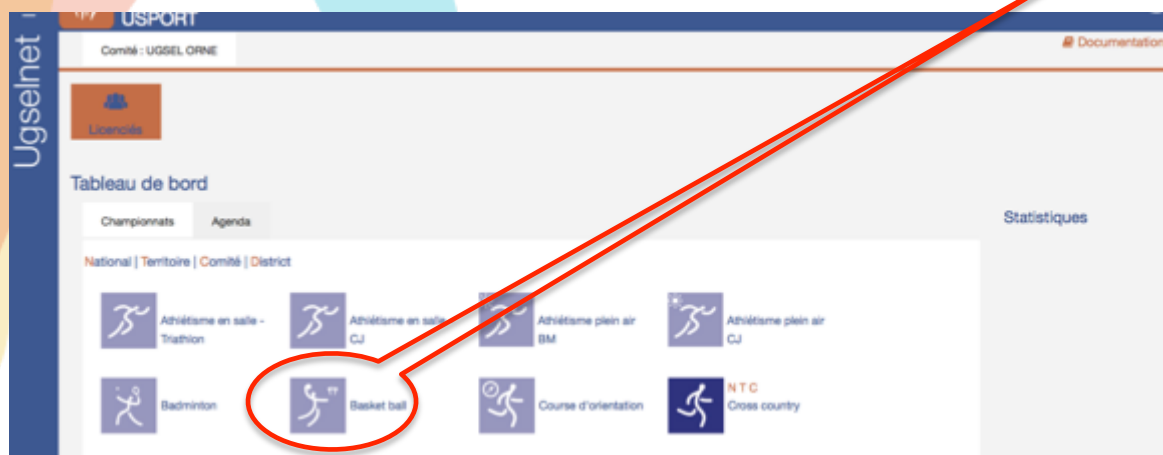 USPORT
Ugselnet
Comité : UGSEL ORNE
Documentation
Licenciés
Tableau de bord
Championnats
Agenda
Statistiques
National | Territoire | Comité | District
Athlétisme en salle -
Triathlon
Athlétisme en salle
CJ
Athlétisme plein air
BM
Athlétisme plein air
CJ
Badminton
Basket ball
Course d'orientation
N T C
Cross country